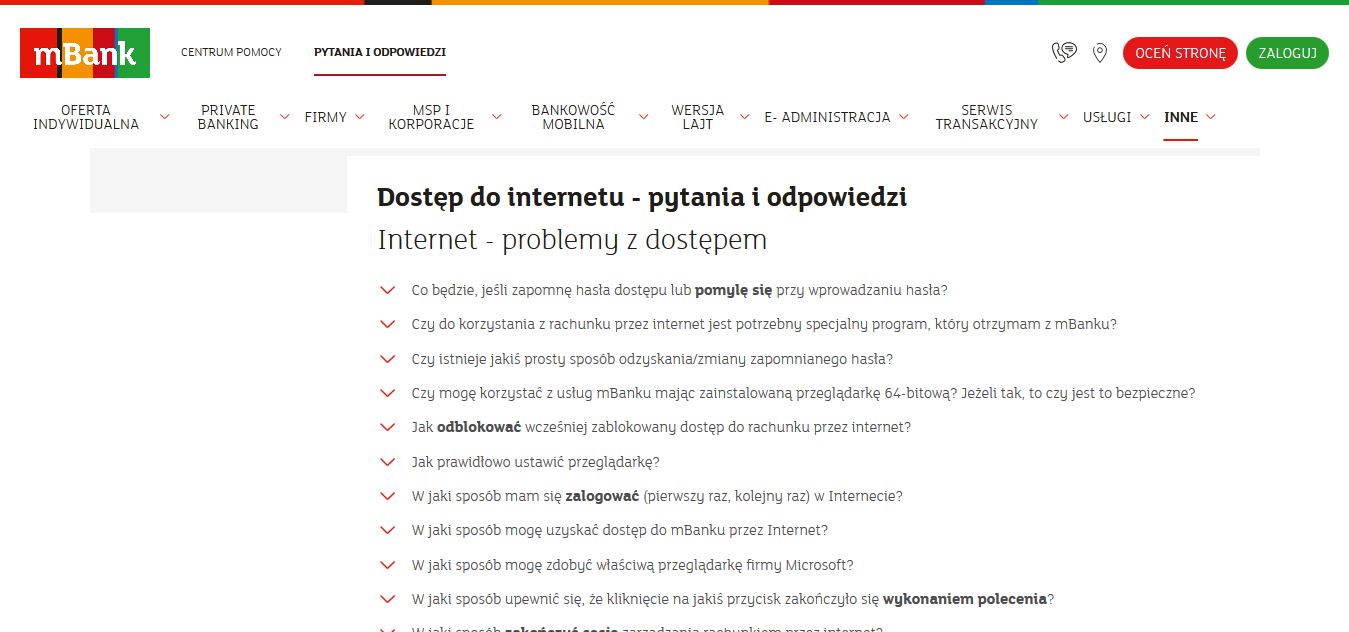 mBank
CENTRUM POMOCY
PYTANIA I ODPOWIEDZI
OCEŃ STRONĘ
ZALOGUJ
OFERTA
INDYWIDUALNA
PRIVATE
BANKING
FIRMY
MSP I
KORPORACJE
BANKOWOŚĆ
MOBILNA
WERSJA
LAJT
E- ADMINISTRACJA
SERWIS
TRANSAKCYJNY
USŁUGI
INNE
Dostęp do internetu - pytania i odpowiedzi
Internet - problemy z dostępem
Co będzie, jeśli zapomnę hasła dostępu lub pomylę się przy wprowadzaniu hasła?
Czy do korzystania z rachunku przez internet jest potrzebny specjalny program, który otrzymam z mBanku?
Czy istnieje jakiś prosty sposób odzyskania/zmiany zapomnianego hasła?
Czy mogę korzystać z usług mBanku mając zainstalowaną przeglądarkę 64-bitową? Jeżeli tak, to czy jest to bezpieczne?
Jak odblokować wcześniej zablokowany dostęp do rachunku przez internet?
Jak prawidłowo ustawić przeglądarkę?
W jaki sposób mam się zalogować (pierwszy raz, kolejny raz) w Internecie?
W jaki sposób mogę uzyskać dostęp do mBanku przez Internet?
W jaki sposób mogę zdobyć właściwą przeglądarkę firmy Microsoft?
W jaki sposób upewnić się, że kliknięcie na jakiś przycisk zakończyło się wykonaniem polecenia?
W jaki sposób zakończyć sesję zarządzania rachunkiem przez internet?